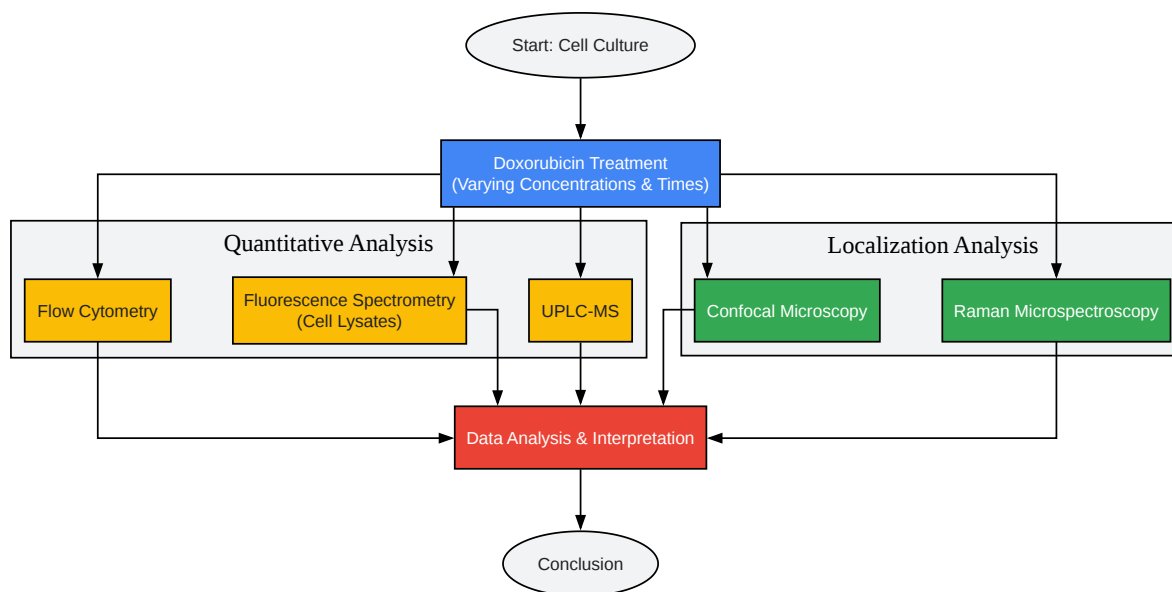 Start: Cell Culture
Doxorubicin Treatment
(Varying Concentrations & Times)
Quantitative Analysis
Localization Analysis
Flow Cytometry
Fluorescence Spectrometry
(Cell Lysates)
UPLC-MS
Confocal Microscopy
Raman Microspectroscopy
Data Analysis & Interpretation
Conclusion